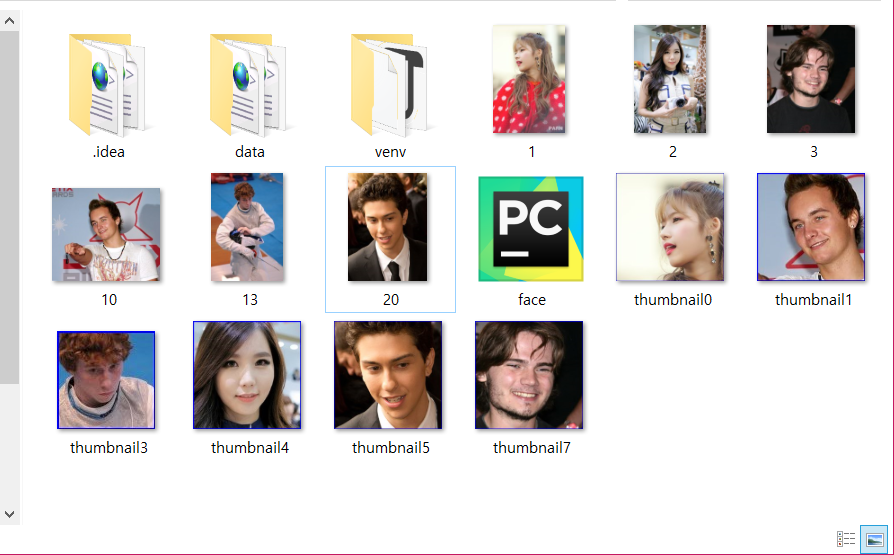 .idea
data
venv
1
2
3
10
13
20
PC
face
thumbnail0
thumbnail1
thumbnail3
thumbnail4
thumbnail5
thumbnail7